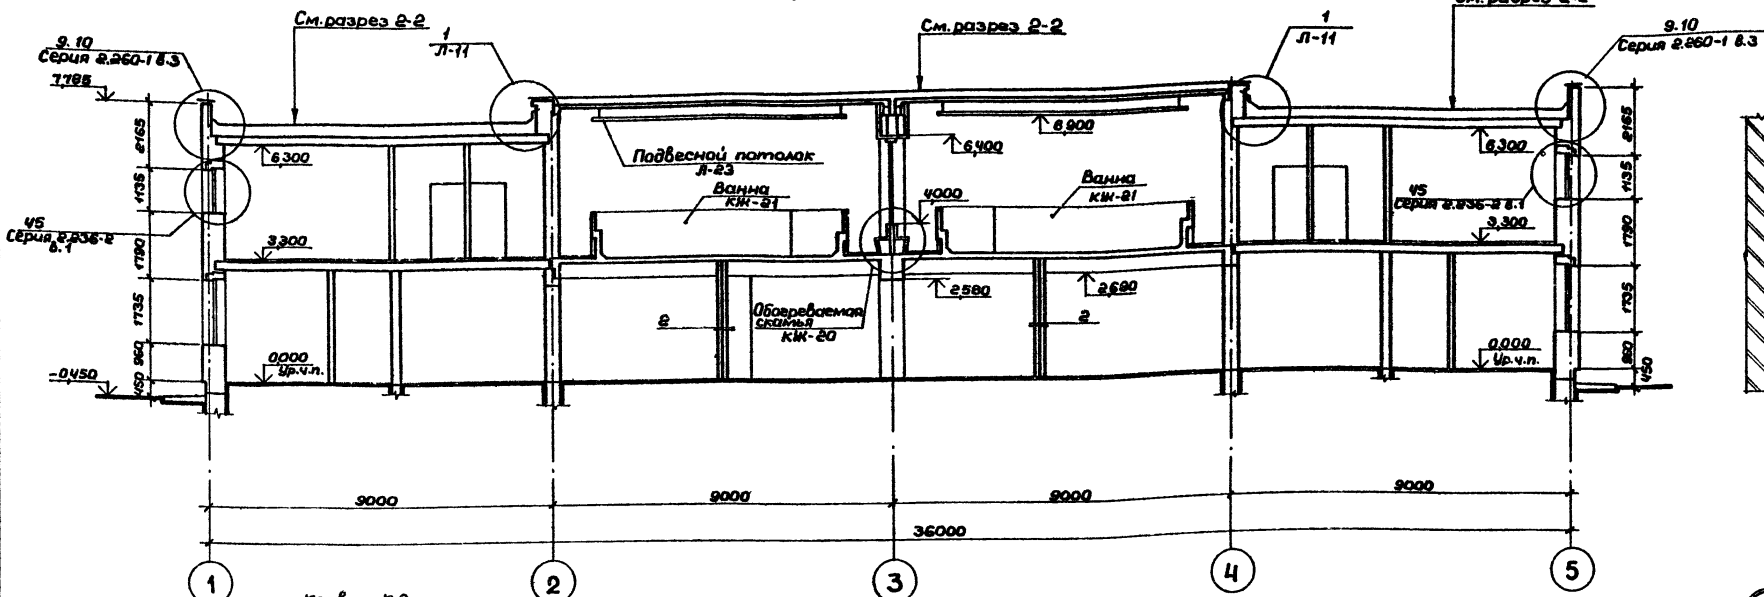 См. разрез 2-2
1
Л-11
См. разрез 2-2
1
Л-11
9.10
Серия 2.260-1 в.3
9.10
Серия 2.260-1 в.3
7,785
2165
1135
1790
1735
960
450
-0,450
45
Серия 2.236-2
в.1
6,300
3,300
0,000
Ур.ч.п.
Подвесной потолок
Л-23
Ванна
КЖ-21
6,400
6,900
4,000
Ванна
КЖ-21
2,580
2,680
Обогреваемая
скамья
КЖ-20
2
2
6,300
45
Серия 2.236-2 в.1
3,300
0,000
Ур.ч.п.
2165
1135
1790
1735
960
450
9000
9000
9000
9000
36000
1
2
3
4
5